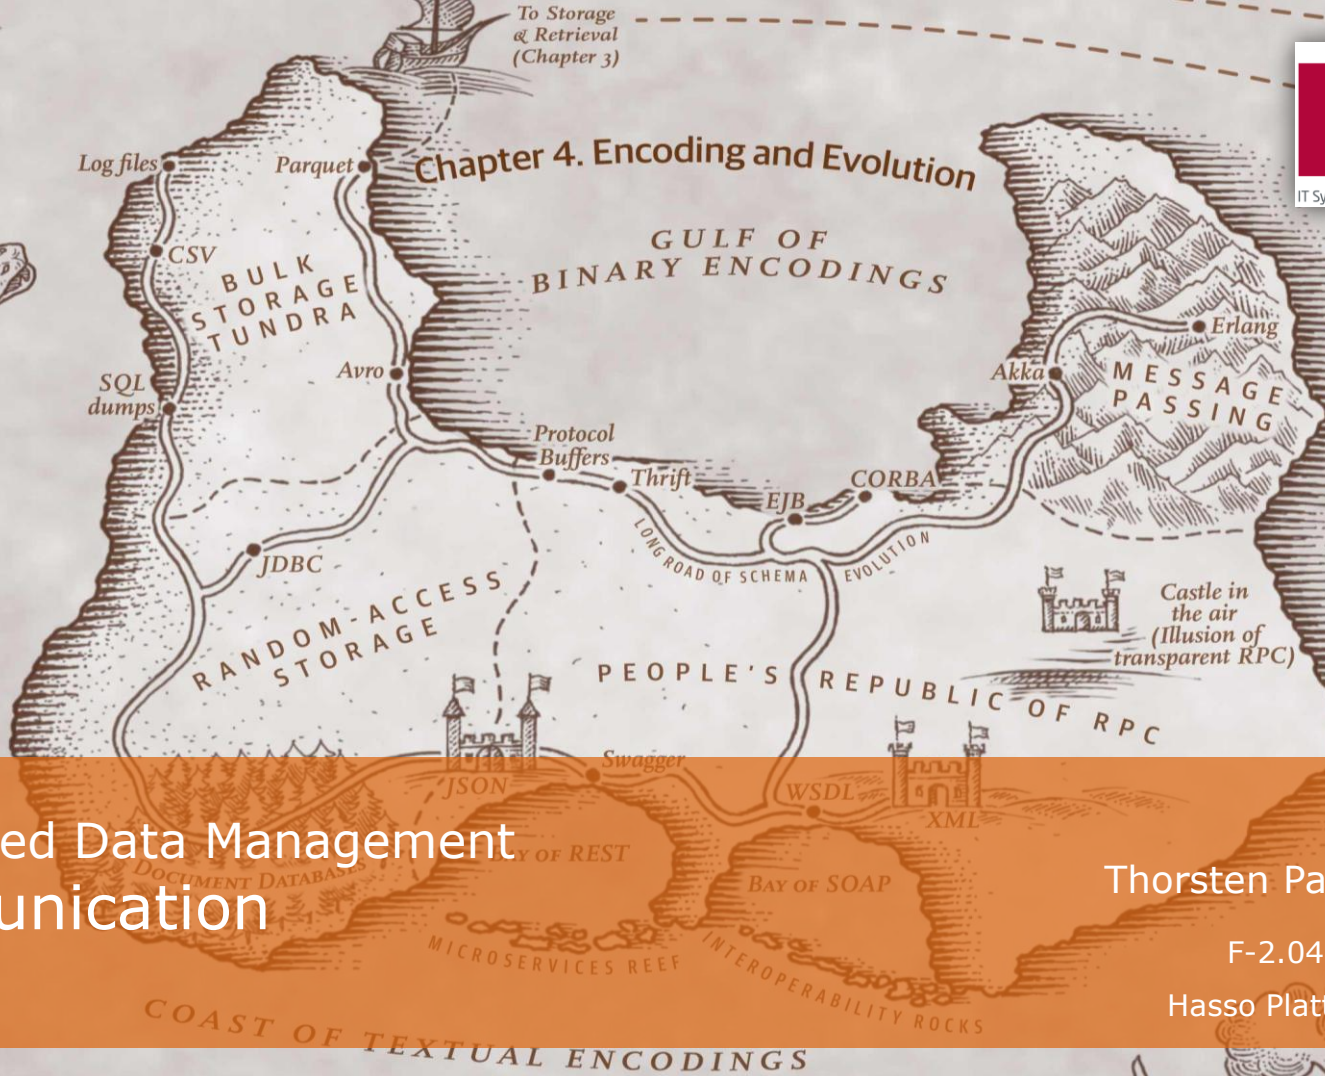 To Storage
& Retrieval
(Chapter 3)
Log files
Parquet
Chapter 4. Encoding and Evolution
IT Sy
GULF OF
BINARY ENCODINGS
CSV
BULK
STORAGE
TUNDRA
Erlang
Avro
Akka
MESSAGE
PASSING
SQL
dumps
Protocol
Buffers
Thrift
EJB
CORBA
LONG ROAD OF SCHEMA EVOLUTION
JDBC
Castle in
the air
(Illusion of
transparent RPC)
RANDOM-ACCESS
STORAGE
PEOPLE'S REPUBLIC OF RPC
Swagger
JSON
WSDL
XML
ed Data Management
unication
DOCUMENT DATABASES
BAY OF REST
BAY OF SOAP
Thorsten Pa
F-2.04
Hasso Platt
MICROSERVICES REEF
INTEROPERABILITY ROCKS
COAST OF TEXTUAL ENCODINGS